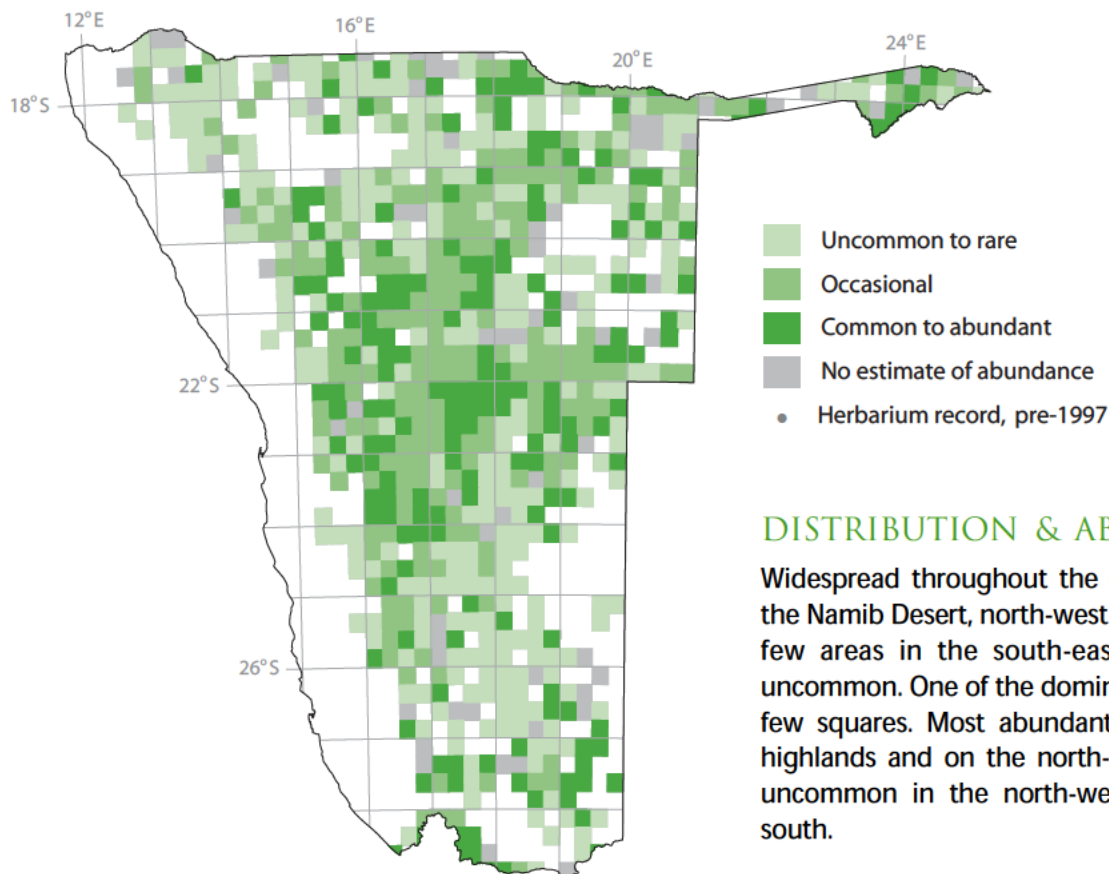 12°E
16°E
20°E
24°E
18°S
22°S
26°S
Uncommon to rare
Occasional
Common to abundant
No estimate of abundance
Herbarium record, pre-1997
DISTRIBUTION & AB
Widespread throughout the
the Namib Desert, north-west
few areas in the south-eas
uncommon. One of the domin
few squares. Most abundant
highlands and on the north-
uncommon in the north-we
south.